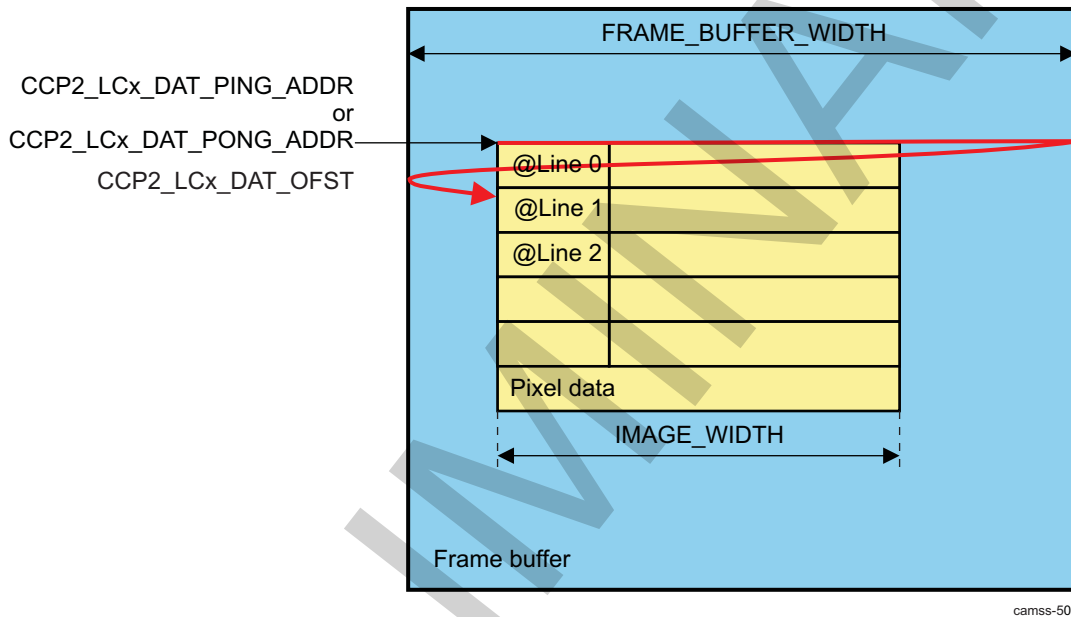 FRAME_BUFFER_WIDTH
CCP2_LCx_DAT_PING_ADDR
or
CCP2_LCx_DAT_PONG_ADDR
CCP2_LCx_DAT_OFST
@Line 0
@Line 1
@Line 2
Pixel data
IMAGE_WIDTH
Frame buffer
camss-50